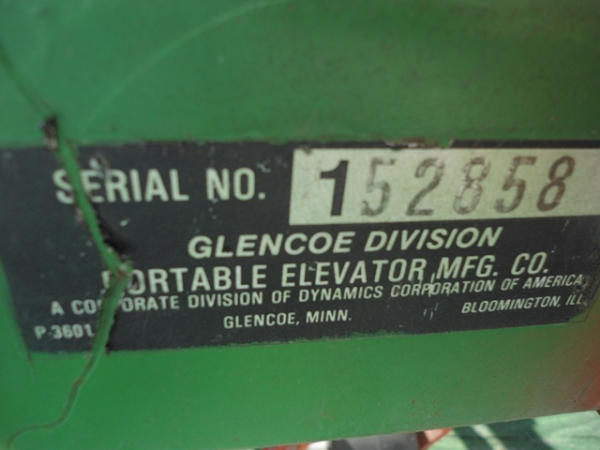 SERIAL NO. 152858
GLENCOE DIVISION
PORTABLE ELEVATOR MFG. CO.
A CORPORATE DIVISION OF DYNAMICS CORPORATION OF AMERICA
P-3601 GLENCOE, MINN. BLOOMINGTON, ILL.